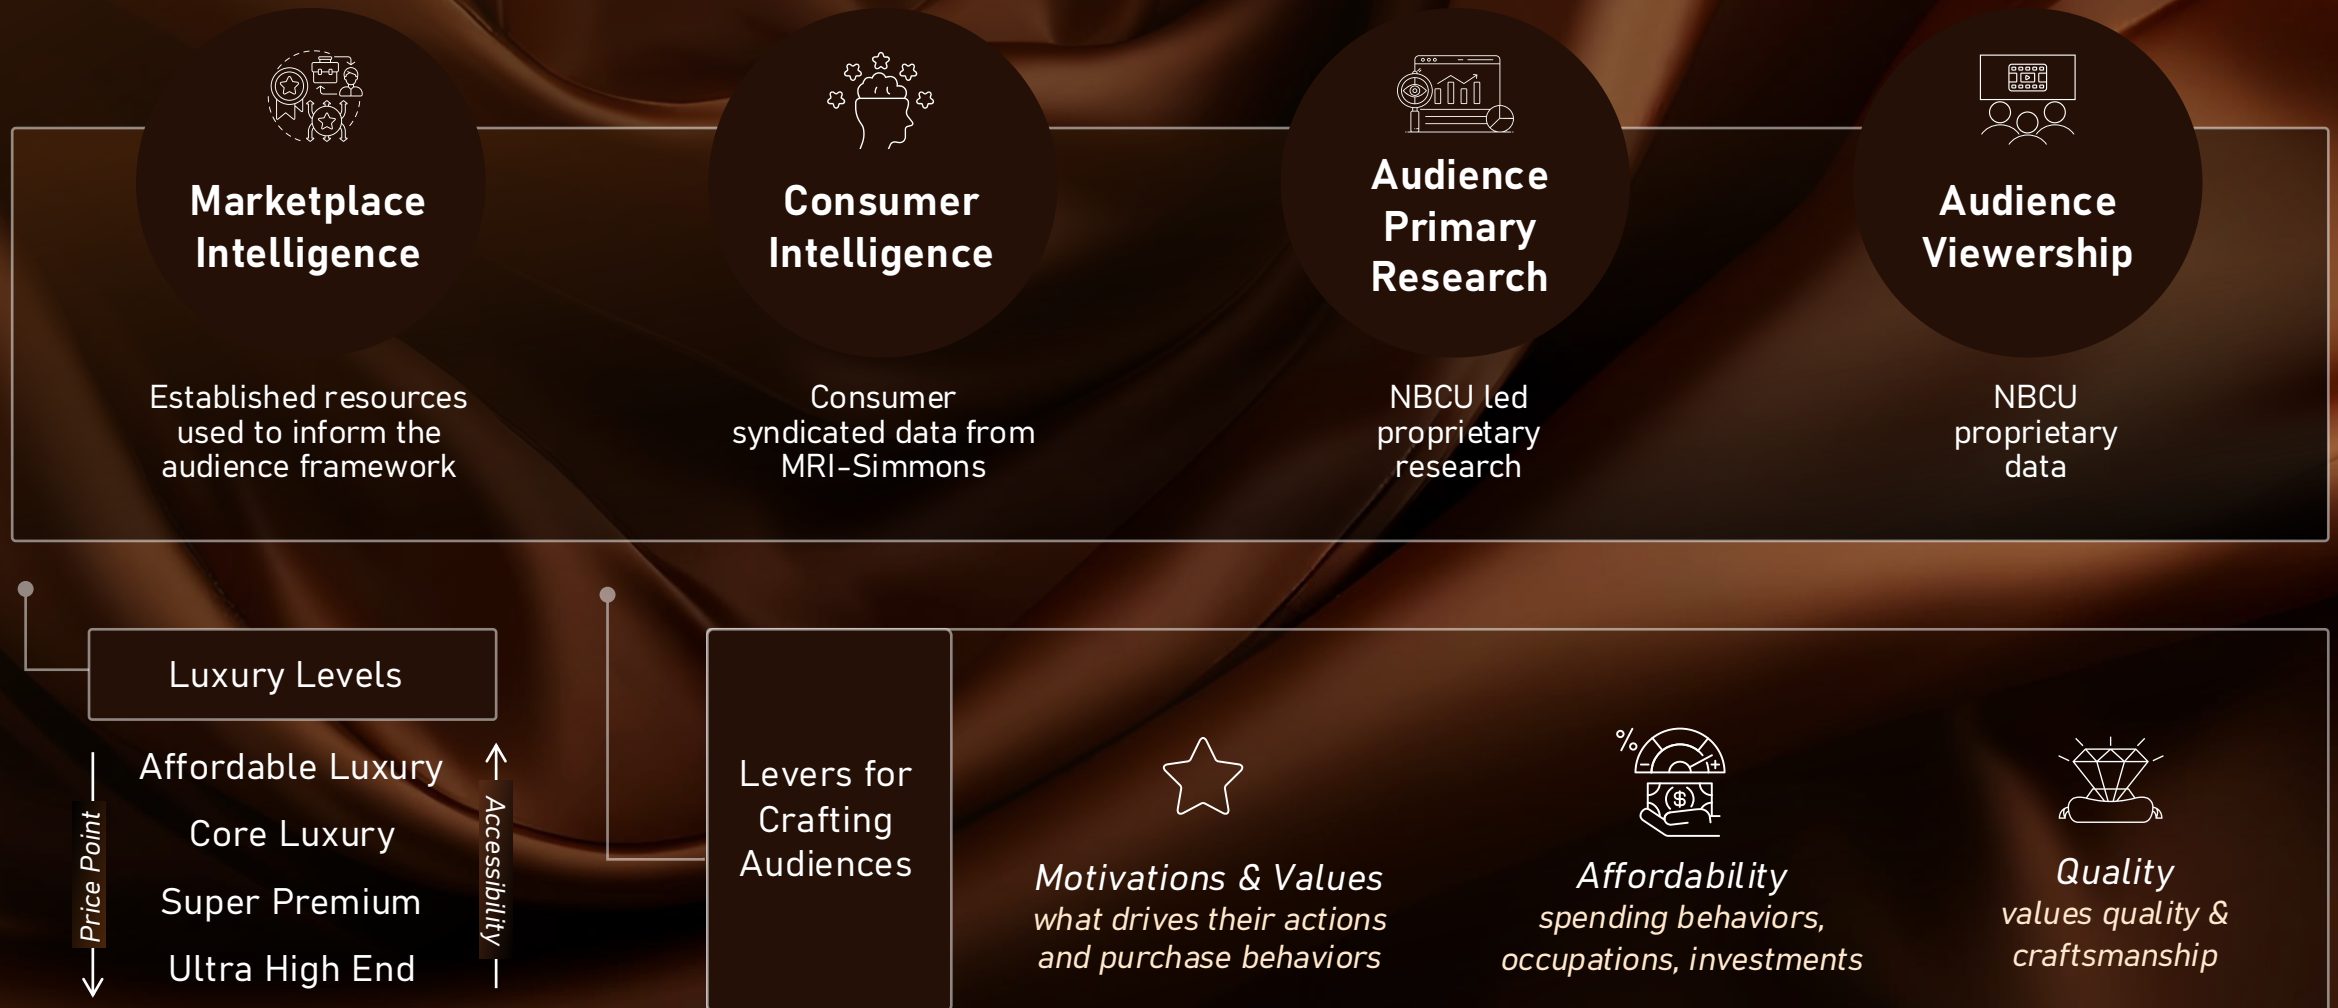 Marketplace
Intelligence
Established resources
used to inform the
audience framework
Consumer
Intelligence
Consumer
syndicated data from
MRI-Simmons
Audience
Primary
Research
NBCU led
proprietary
research
Audience
Viewership
NBCU
proprietary
data
Luxury Levels
Price Point
Affordable Luxury
Core Luxury
Super Premium
Ultra High End
Accessibility
Levers for
Crafting
Audiences
Motivations & Values
what drives their actions
and purchase behaviors
%
$
Affordability
spending behaviors,
occupations, investments
Quality
values quality &
craftsmanship